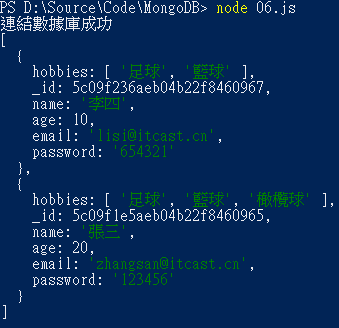 PS D:\Source\Code\MongoDB> node 06.js
連結數據庫成功
[
  {
    hobbies: [ '足球', '籃球' ],
    _id: 5c09f236aeb04b22f8460967,
    name: '李四',
    age: 10,
    email: 'lisi@itcast.cn',
    password: '654321'
  },
  {
    hobbies: [ '足球', '籃球', '橄欖球' ],
    _id: 5c09f1e5aeb04b22f8460965,
    name: '張三',
    age: 20,
    email: 'zhangsan@itcast.cn',
    password: '123456'
  }
]